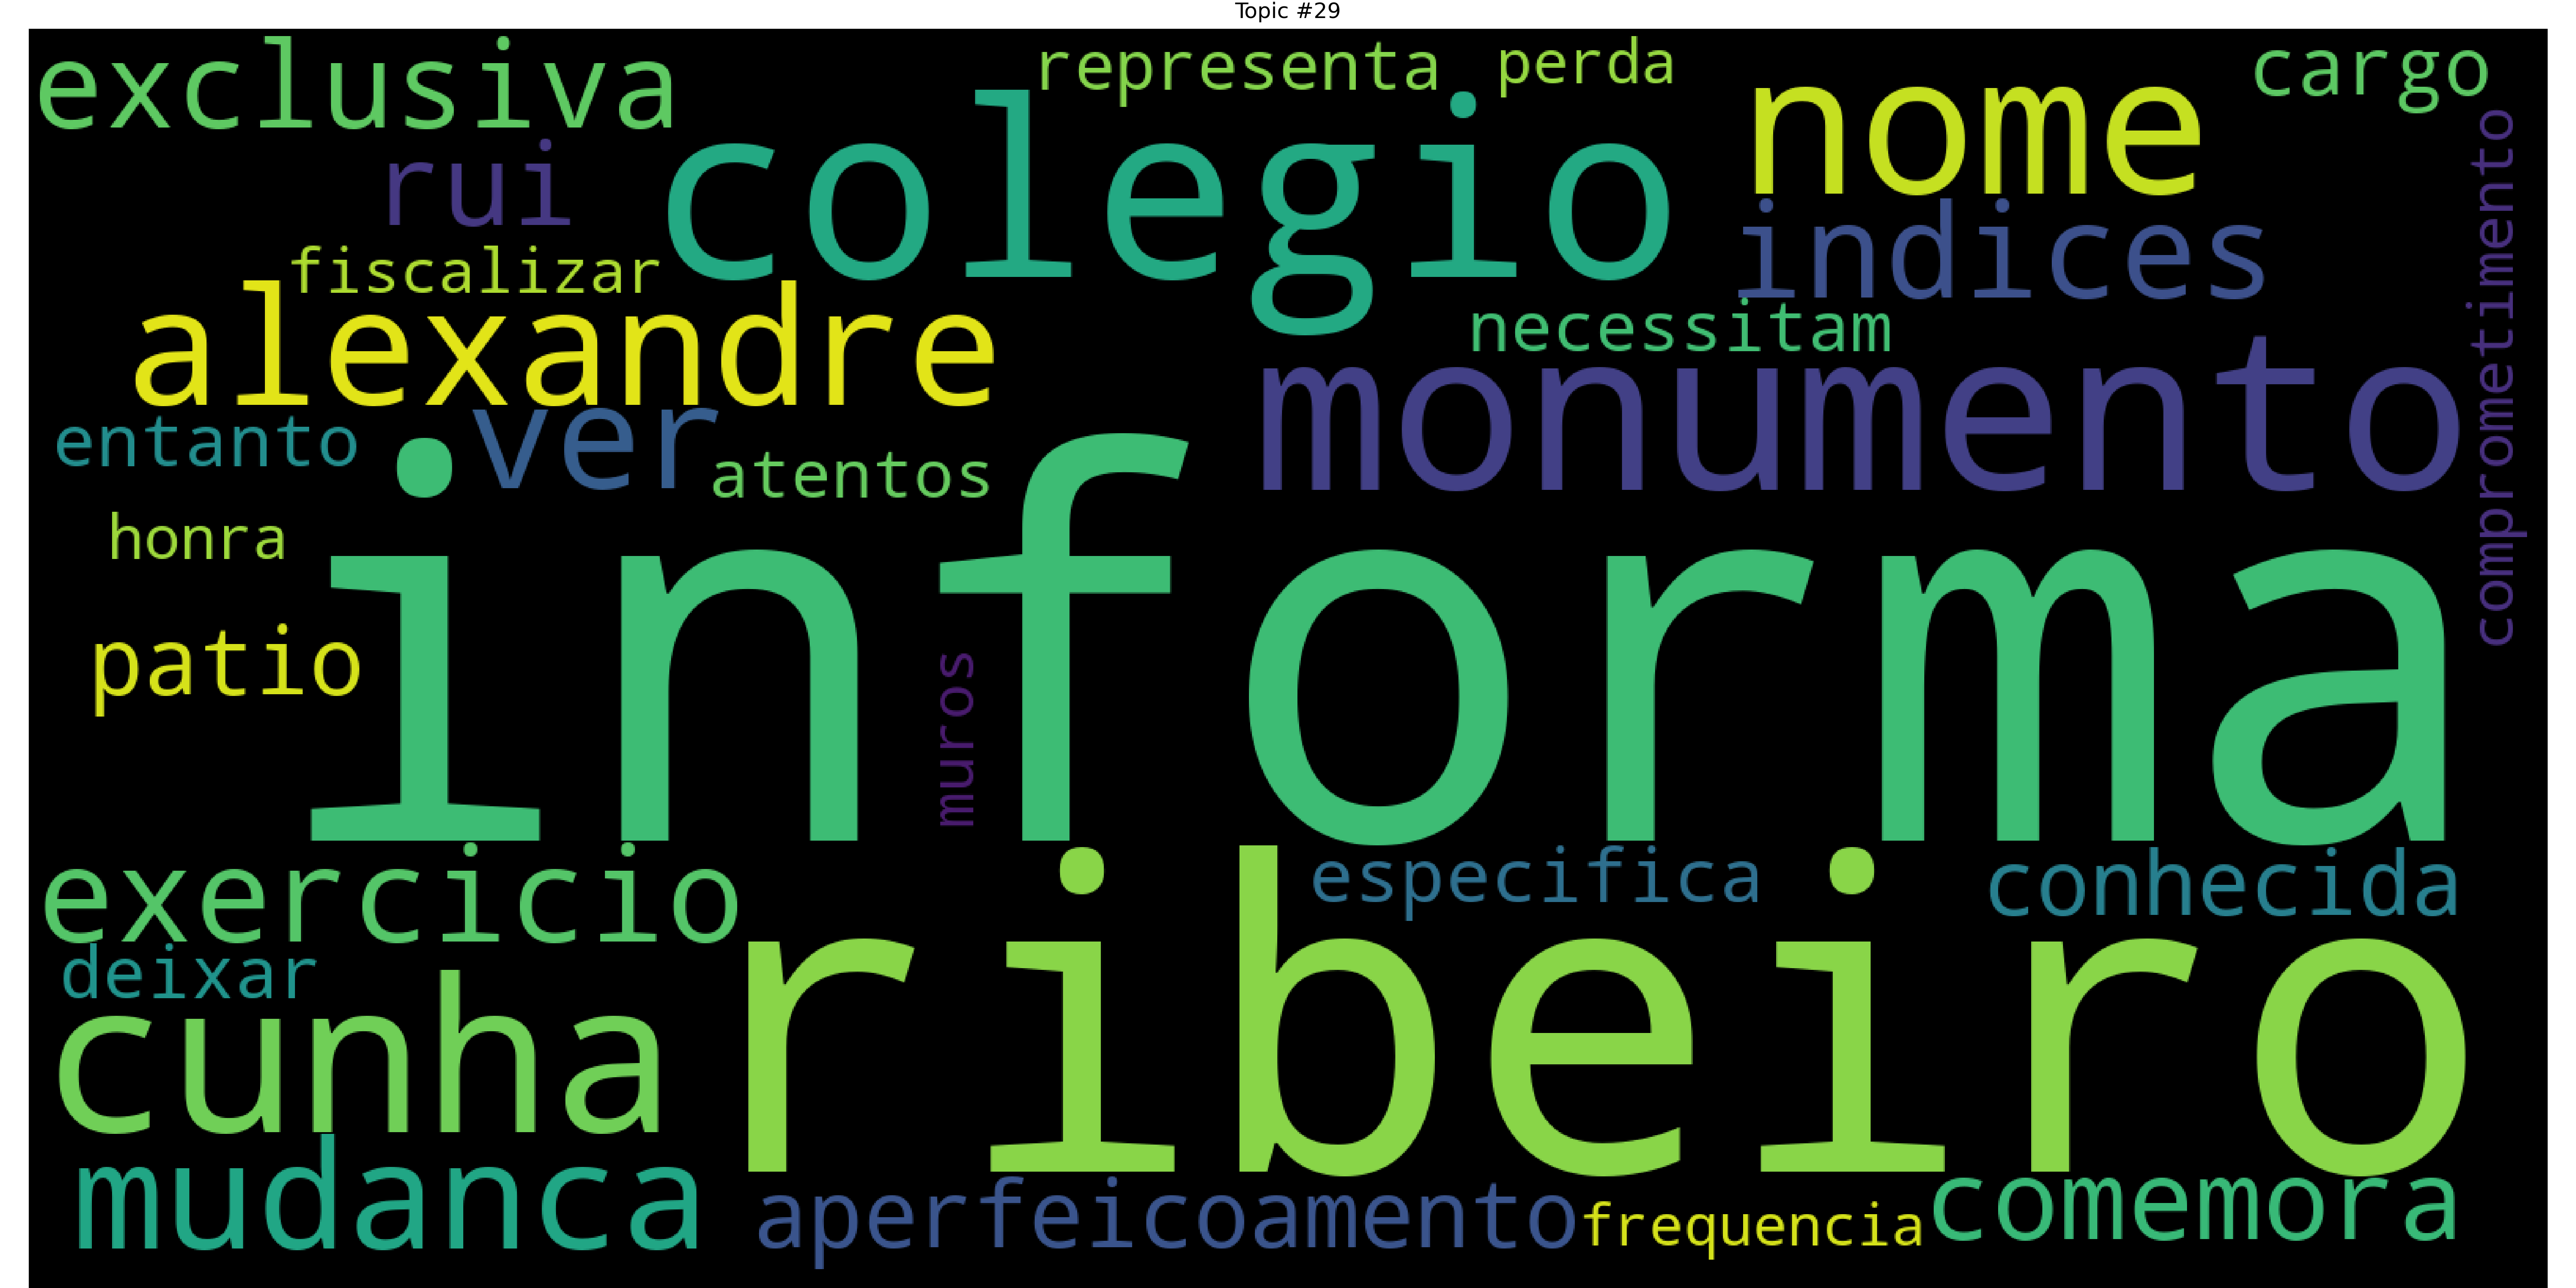 Topic #29
exclusiva
representa
perda
nome
cargo
rui
colegio
indices
comprometimento
fiscalizar
alexandre
necessitam
monumento
entanto
ver
atentos
honra
informa
patio
muros
exercicio
especifica
conhecida
deixar
cunha
ribeiro
mudanca
aperfeicoamento
frequencia
comemora